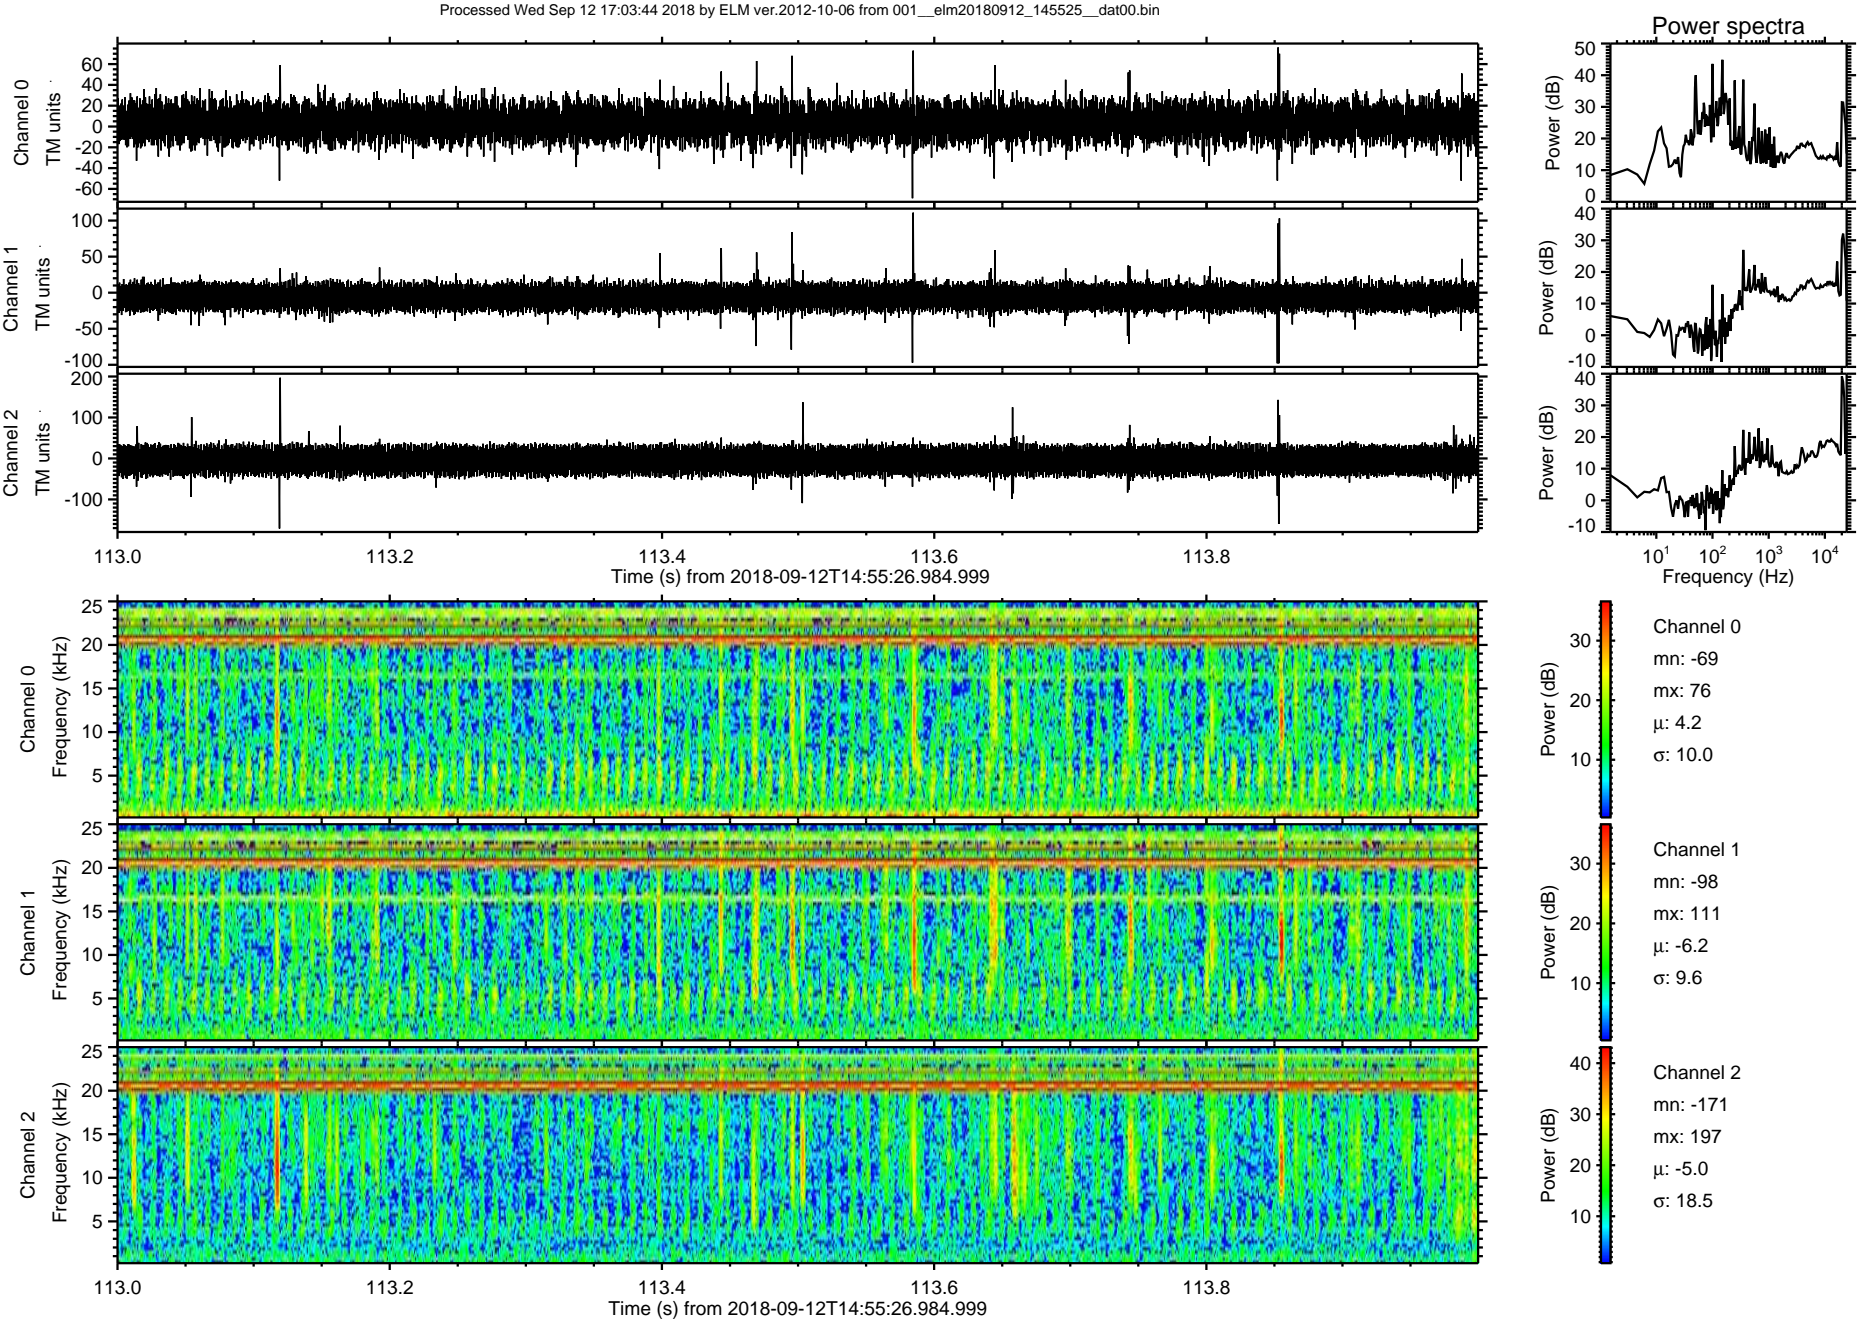 Processed Wed Sep 12 17:03:44 2018 by ELM ver.2012-10-06 from 001__elm20180912_145525__dat00.bin
Power spectra
Channel 0
TM units
60
40
20
0
-20
-40
-60
Power (dB)
50
40
30
20
10
0
Channel 1
TM units
100
50
0
-50
-100
Power (dB)
40
30
20
10
0
-10
Channel 2
TM units
200
100
0
-100
Power (dB)
40
30
20
10
0
-10
113.0 113.2 113.4 113.6 113.8
Time (s) from 2018-09-12T14:55:26.984.999
10^1 10^2 10^3 10^4
Frequency (Hz)
Channel 0
Frequency (kHz)
25
20
15
10
5
Power (dB)
30
20
10
Channel 0
mn: -69
mx: 76
μ: 4.2
σ: 10.0
Channel 1
Frequency (kHz)
25
20
15
10
5
Power (dB)
30
20
10
Channel 1
mn: -98
mx: 111
μ: -6.2
σ: 9.6
Channel 2
Frequency (kHz)
25
20
15
10
5
Power (dB)
40
30
20
10
Channel 2
mn: -171
mx: 197
μ: -5.0
σ: 18.5
113.0 113.2 113.4 113.6 113.8
Time (s) from 2018-09-12T14:55:26.984.999